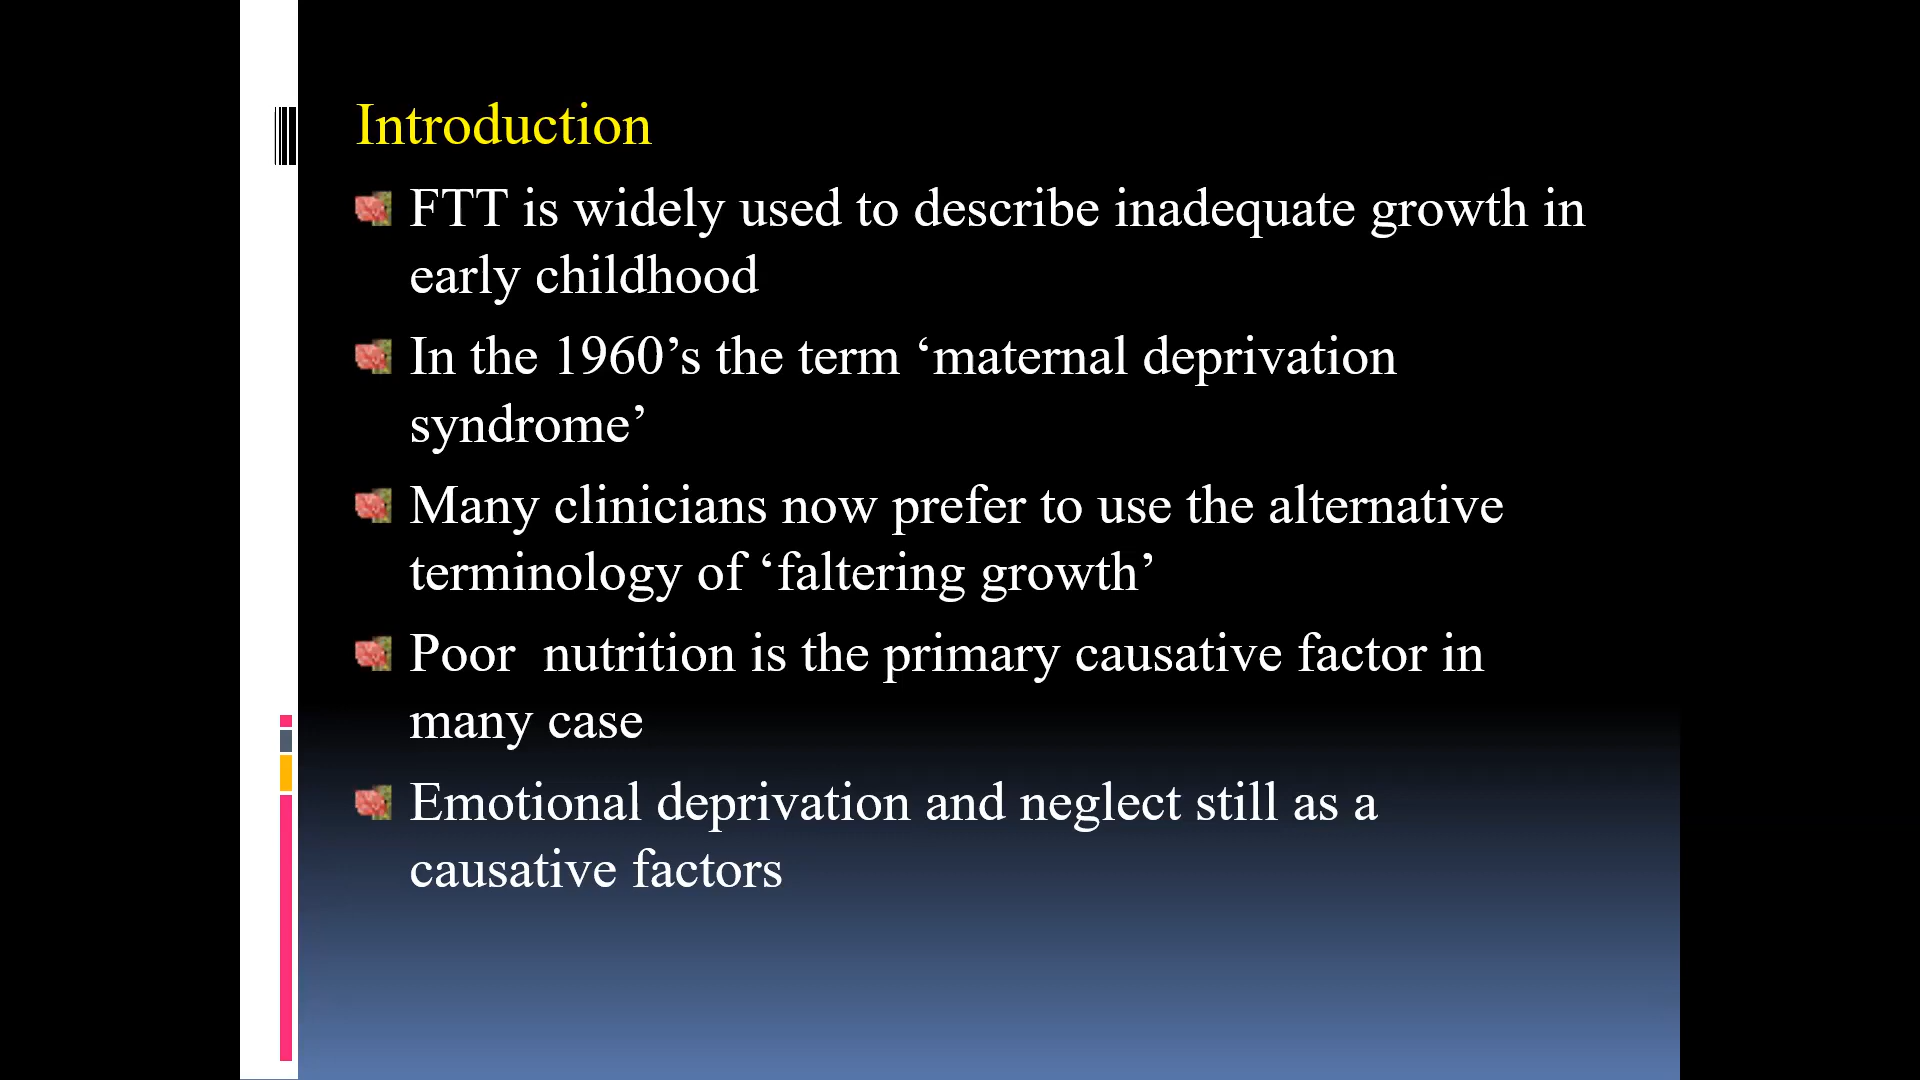 Introduction
FTT is widely used to describe inadequate growth in
early childhood
In the 1960’s the term ‘maternal deprivation
syndrome’
Many clinicians now prefer to use the alternative
terminology of ‘faltering growth’
Poor  nutrition is the primary causative factor in
many case
Emotional deprivation and neglect still as a
causative factors